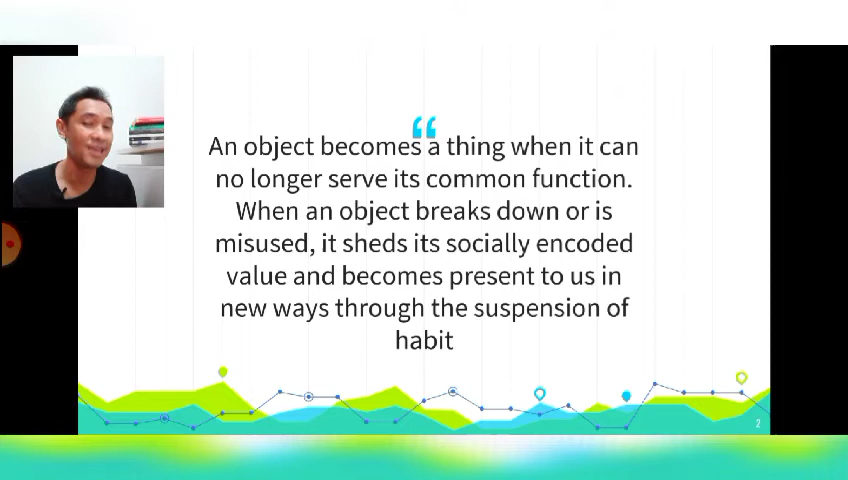 “
An object becomes a thing when it can
no longer serve its common function.
When an object breaks down or is
misused, it sheds its socially encoded
value and becomes present to us in
new ways through the suspension of
habit
2